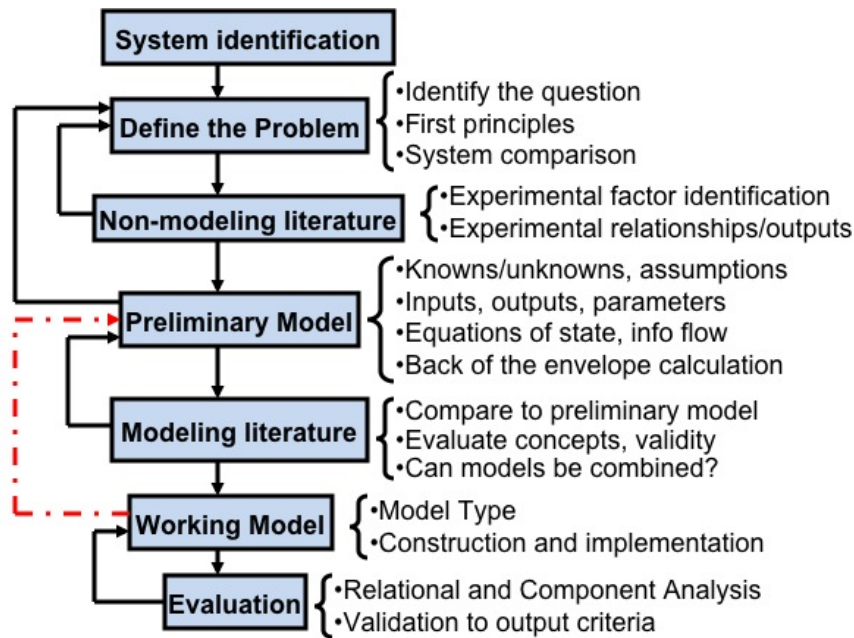 System identification
Define the Problem
•Identify the question
•First principles
•System comparison
Non-modeling literature
•Experimental factor identification
•Experimental relationships/outputs
Preliminary Model
•Knowns/unknowns, assumptions
•Inputs, outputs, parameters
•Equations of state, info flow
•Back of the envelope calculation
Modeling literature
•Compare to preliminary model
•Evaluate concepts, validity
•Can models be combined?
Working Model
•Model Type
•Construction and implementation
Evaluation
•Relational and Component Analysis
•Validation to output criteria